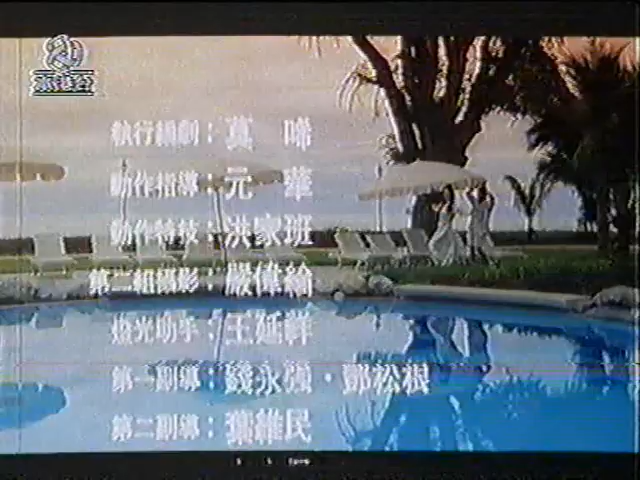 執行編劇：真　啼
動作指導：元　華
動作特技：洪家班
第二組攝影：嚴偉綸
燈光助手：王延祥
第一副導：錢永強・鄧松根
第二副導：葉維民